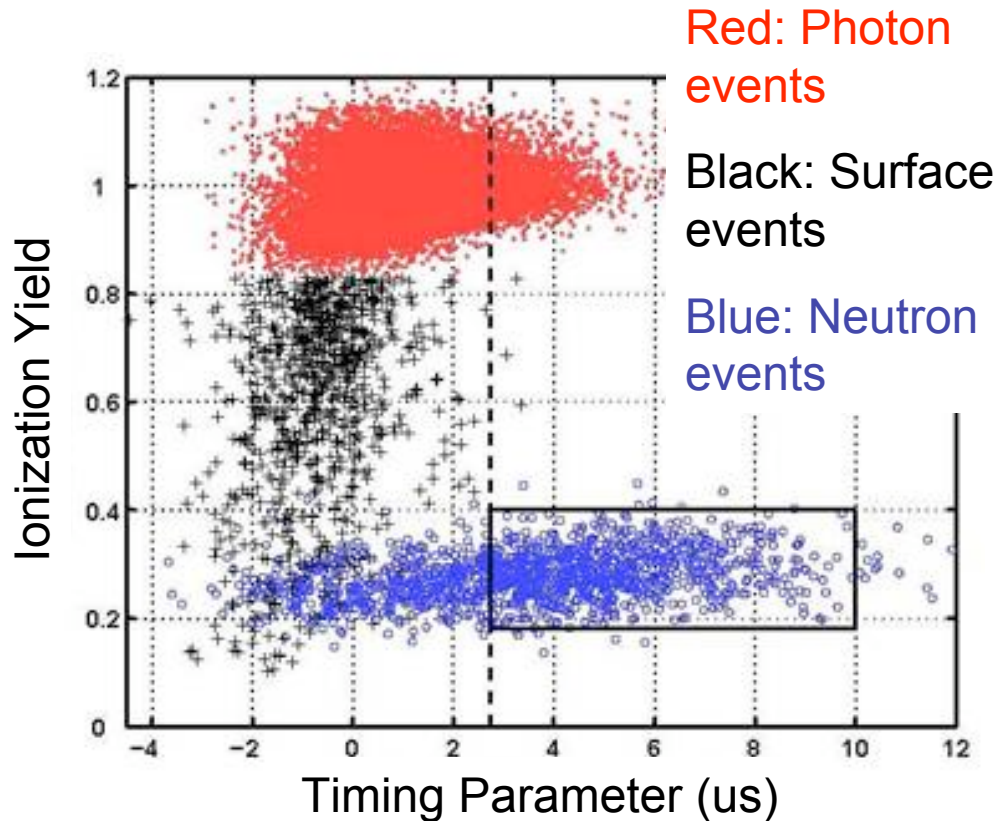 Red: Photon
events
Black: Surface
events
Blue: Neutron
events
Ionization Yield
1.2
1
0.8
0.6
0.4
0.2
0
−4
−2
0
2
4
6
8
10
12
Timing Parameter (us)